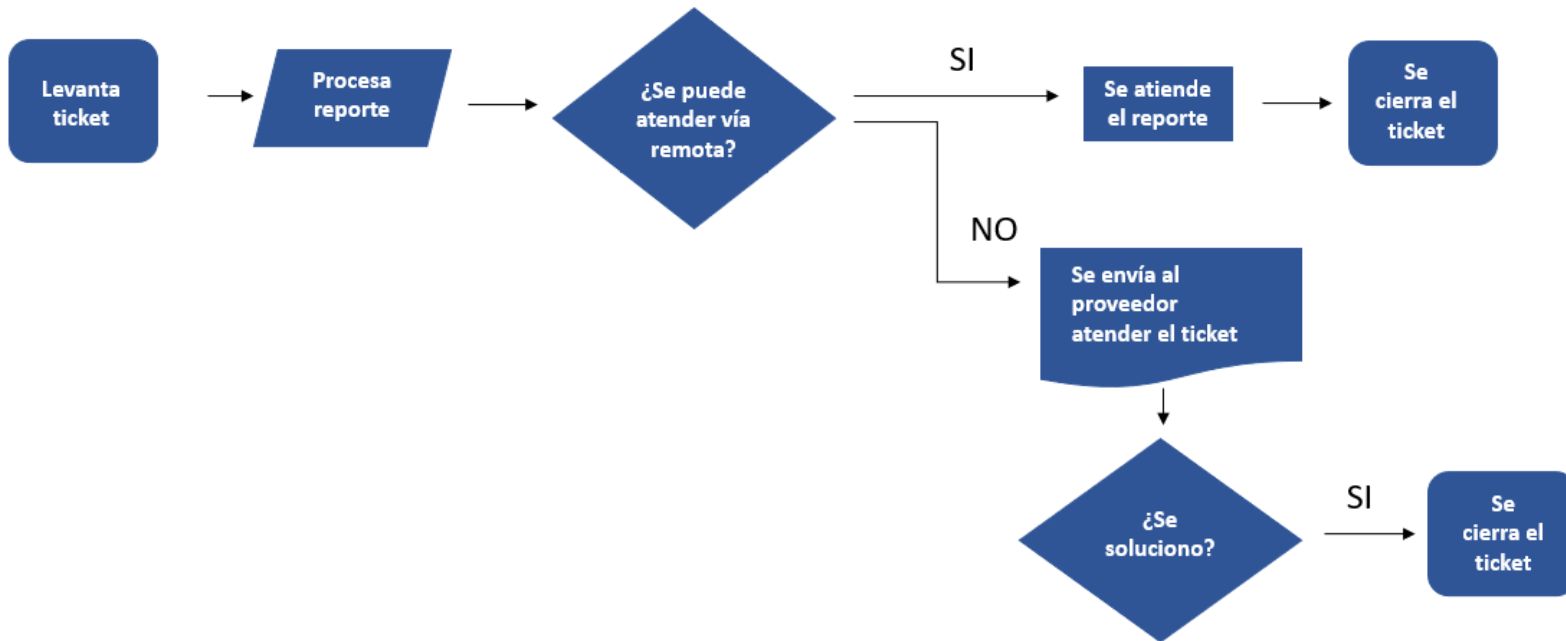 Levanta
ticket
Procesa
reporte
¿Se puede
atender vía
remota?
SI
Se atiende
el reporte
Se
cierra el
ticket
NO
Se envía al
proveedor
atender el ticket
¿Se
soluciono?
SI
Se
cierra el
ticket